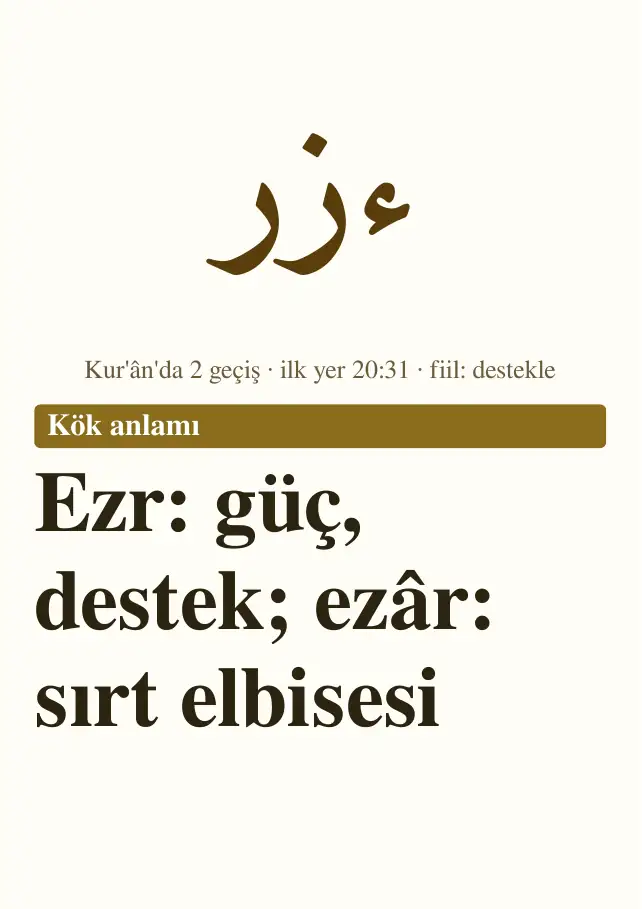 ءزر
Kur'ân'da 2 geçiş · ilk yer 20:31 · fiil: destekle
Kök anlamı
Ezr: güç,
destek; ezâr:
sırt elbisesi